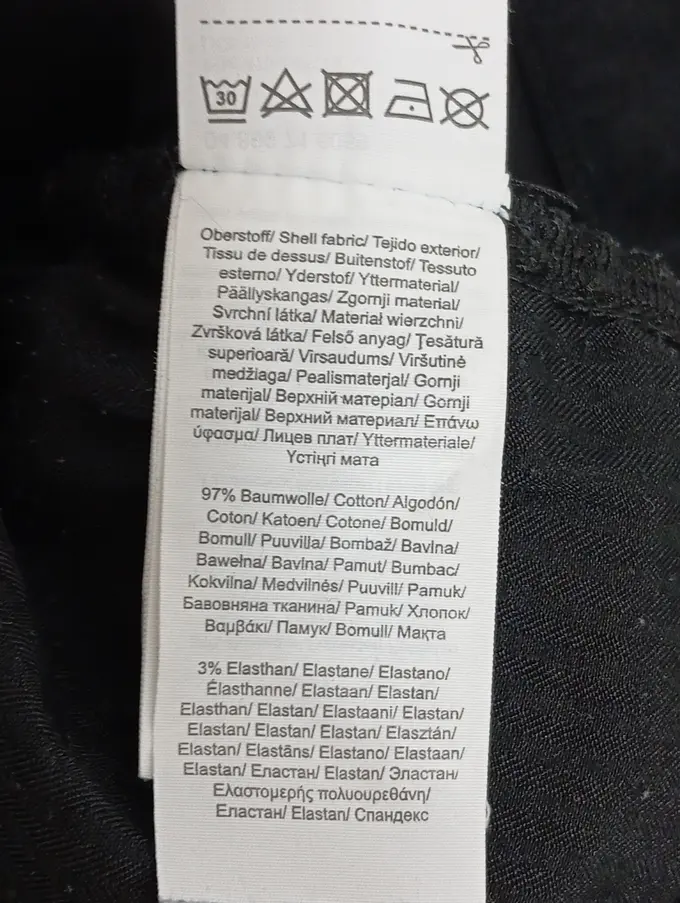 30
Oberstoff/ Shell fabric/ Tejido exterior/
Tissu de dessus/ Buitenstof/ Tessuto
esterno/ Yderstof/ Yttermaterial/
Päällyskangas/ Zgornji material/
Svrchní látka/ Materiał wierzchni/
Zvršková látka/ Felső anyag/ Țesătură
superioară/ Virsaudums/ Viršutinė
medžiaga/ Pealismaterjal/ Gornji
materijal/ Верхній матеріал/ Gornji
materijal/ Верхний материал/ Επάνω
ύφασμα/ Лицев плат/ Yttermateriale/
Үстіңгі мата
97% Baumwolle/ Cotton/ Algodón/
Coton/ Katoen/ Cotone/ Bomuld/
Bomull/ Puuvilla/ Bombaž/ Bavlna/
Bawełna/ Bavlna/ Pamut/ Bumbac/
Kokvilna/ Medvilnės/ Puuvill/ Pamuk/
Бавовняна тканина/ Pamuk/ Хлопок/
Βαμβάκι/ Памук/ Bomull/ Мақта
3% Elasthan/ Elastane/ Elastano/
Élasthanne/ Elastaan/ Elastan/
Elasthan/ Elastan/ Elastaani/ Elastan/
Elastan/ Elastan/ Elastan/ Elasztán/
Elastan/ Elastāns/ Elastano/ Elastaan/
Elastan/ Еластан/ Elastan/ Эластан/
Ελαστομερής πολυουρεθάνη/
Еластан/ Elastan/ Спандекс